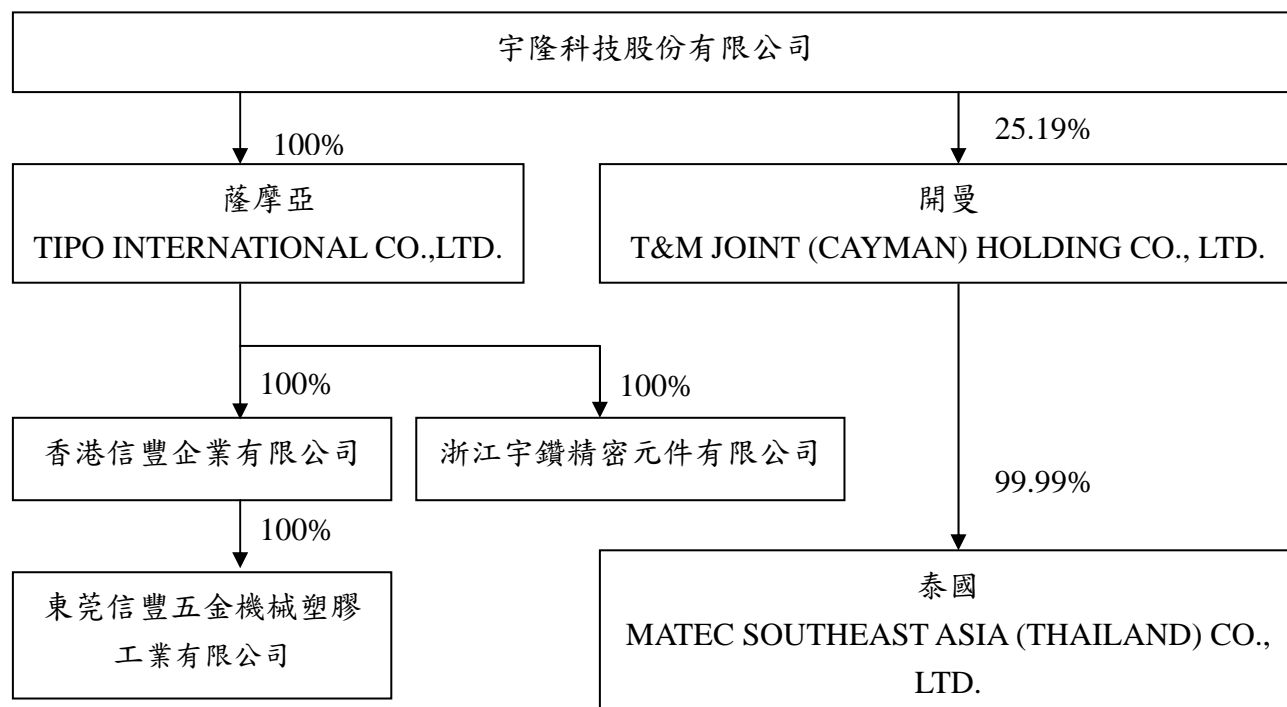 宇隆科技股份有限公司
100%
25.19%
薩摩亞
TIPO INTERNATIONAL CO.,LTD.
開曼
T&M JOINT (CAYMAN) HOLDING CO., LTD.
100%
100%
香港信豐企業有限公司
浙江宇鑽精密元件有限公司
99.99%
100%
東莞信豐五金機械塑膠
工業有限公司
泰國
MATEC SOUTHEAST ASIA (THAILAND) CO.,
LTD.